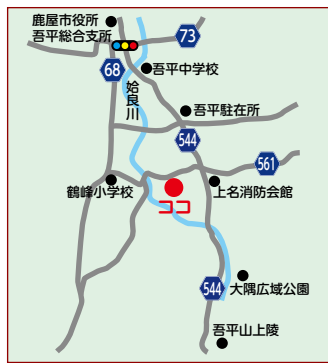 鹿屋市役所
吾平総合支所
73
68
吾平中学校
姶良川
吾平駐在所
544
561
鶴峰小学校
上名消防会館
ココ
544
大隅広域公園
吾平山上陵